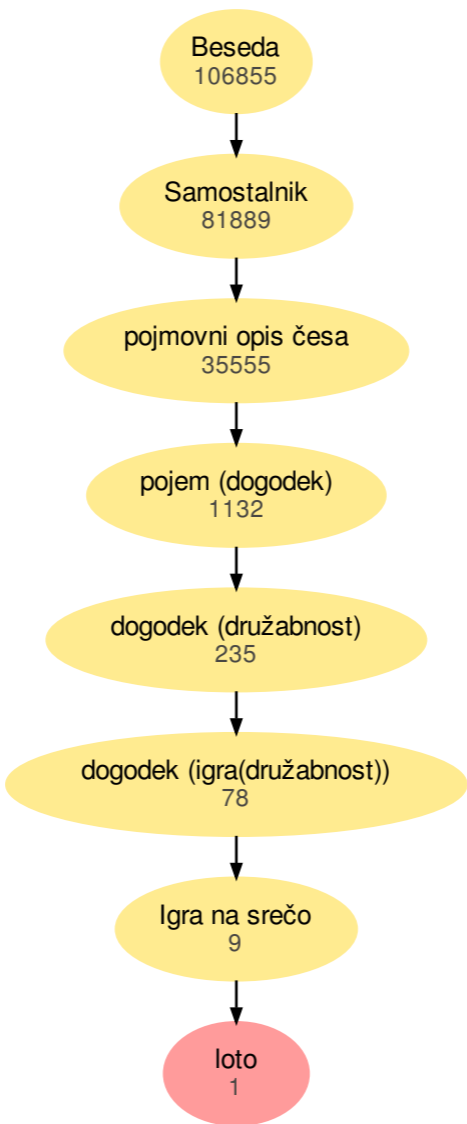 Beseda
106855
Samostalnik
81889
pojmovni opis česa
35555
pojem (dogodek)
1132
dogodek (družabnost)
235
dogodek (igra(družabnost))
78
Igra na srečo
9
loto
1